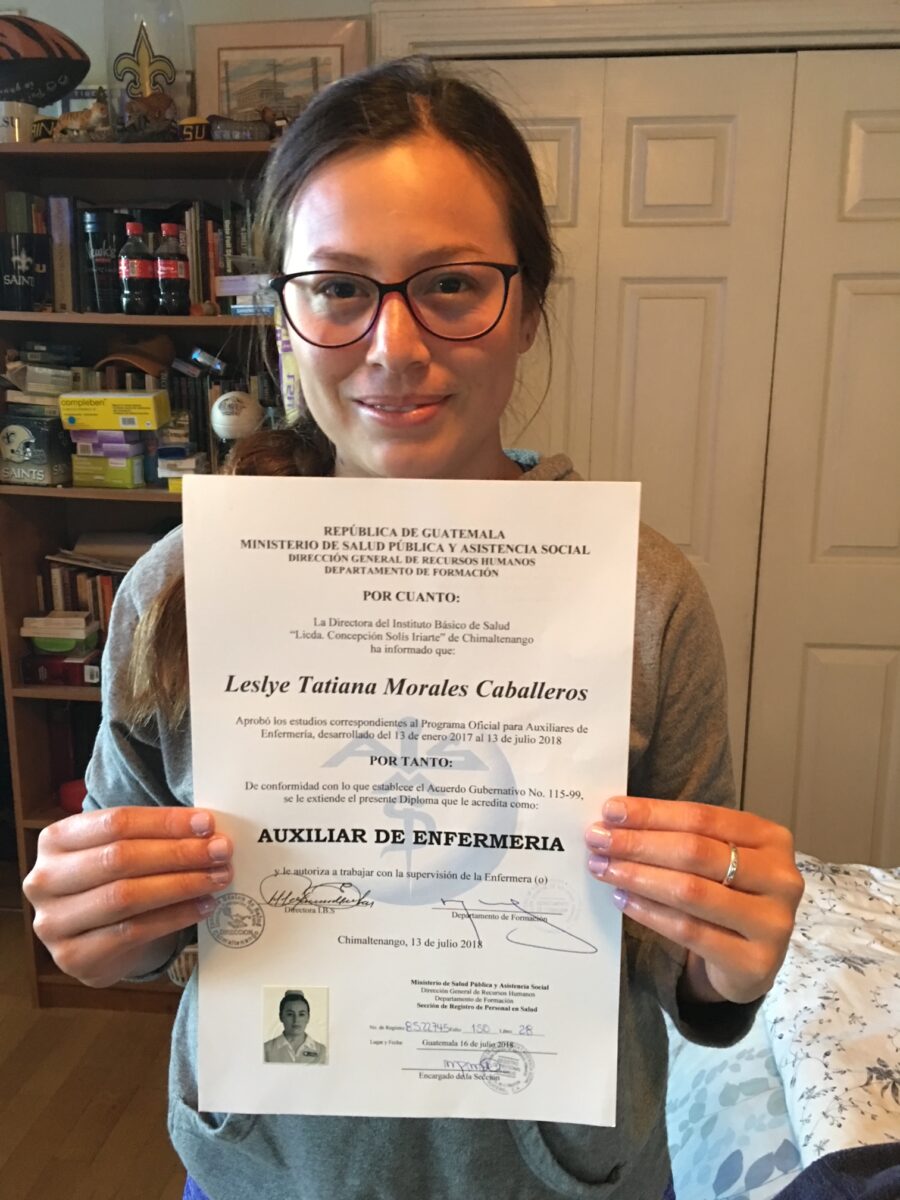 SU
SAINTS
compleben
SAINTS
REPÚBLICA DE GUATEMALA
MINISTERIO DE SALUD PÚBLICA Y ASISTENCIA SOCIAL
DIRECCIÓN GENERAL DE RECURSOS HUMANOS
DEPARTAMENTO DE FORMACIÓN
POR CUANTO:
La Directora del Instituto Básico de Salud
“Licda. Concepción Solís Iriarte” de Chimaltenango
ha informado que:
Leslye Tatiana Morales Caballeros
Aprobó los estudios correspondientes al Programa Oficial para Auxiliares de
Enfermería, desarrollado del 13 de enero 2017 al 13 de julio 2018
POR TANTO:
De conformidad con lo que establece el Acuerdo Gubernativo No. 115-99,
se le extiende el presente Diploma que le acredita como:
AUXILIAR DE ENFERMERIA
y le autoriza a trabajar con la supervisión de la Enfermera (o)
Directora I.B.S
Departamento de Formación
DIRECCION
Chimaltenango, 13 de julio 2018
Ministerio de Salud Pública y Asistencia Social
Dirección General de Recursos Humanos
Departamento de Formación
Sección de Registro de Personal en Salud
No. de Registro 8522745 Folio 150 Libro 28
Lugar y Fecha Guatemala 16 de julio 2018
Encargado de la Sección